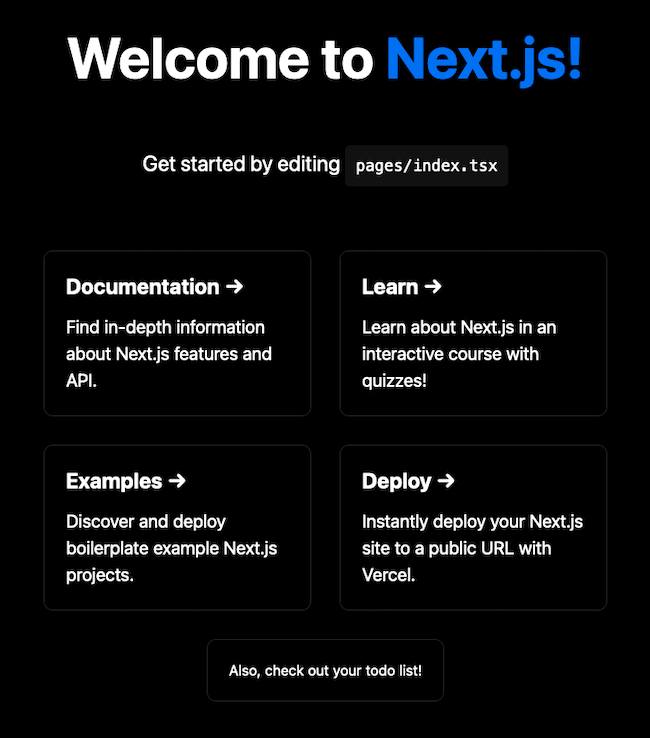 Welcome to Next.js!
Get started by editing pages/index.tsx
Documentation →
Find in-depth information
about Next.js features and
API.
Learn →
Learn about Next.js in an
interactive course with
quizzes!
Examples →
Discover and deploy
boilerplate example Next.js
projects.
Deploy →
Instantly deploy your Next.js
site to a public URL with
Vercel.
Also, check out your todo list!